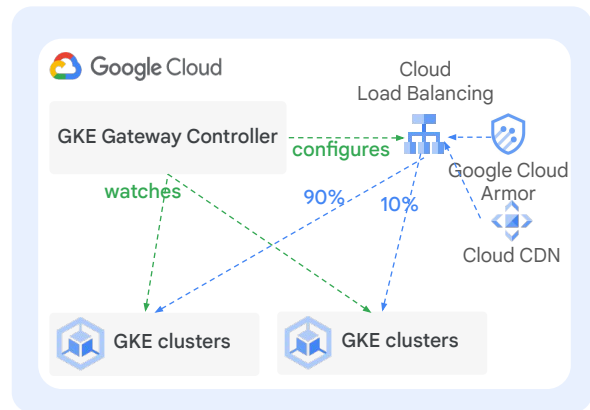 Google Cloud
Cloud
Load Balancing
GKE Gateway Controller
configures
Google Cloud
Armor
watches
90%
10%
Cloud CDN
GKE clusters
GKE clusters